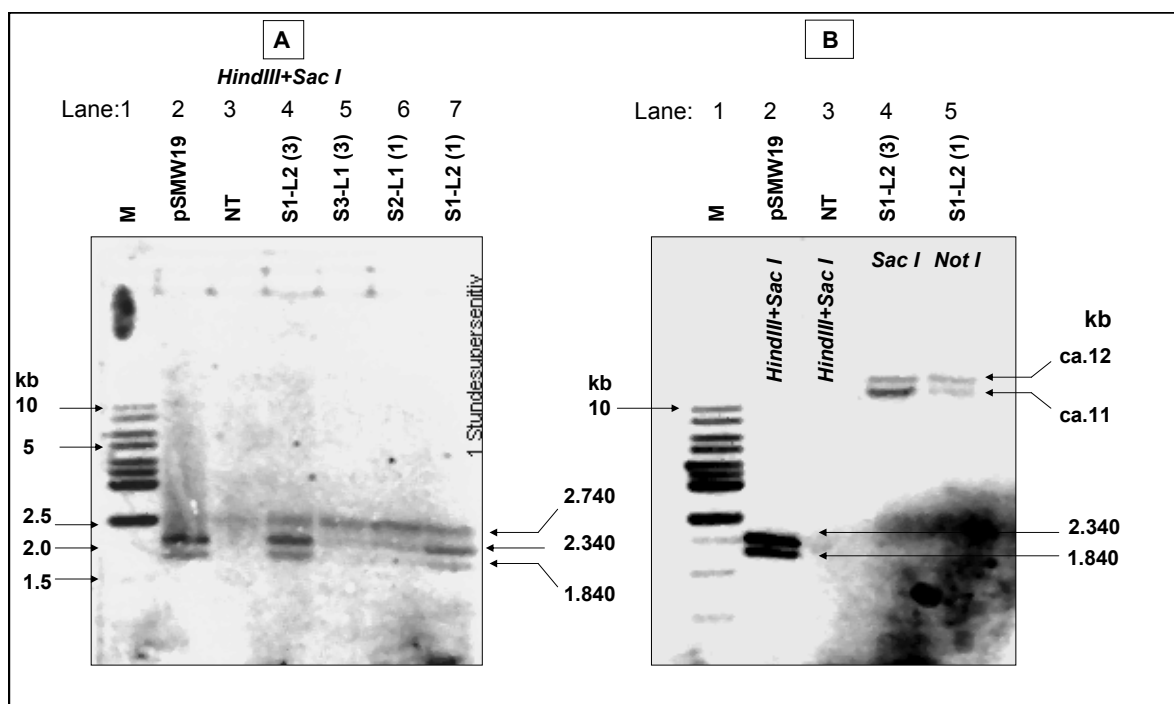 A
HindIII+Sac I
Lane:1 2 3 4 5 6 7
M
pSMW19
NT
S1-L2 (3)
S3-L1 (3)
S2-L1 (1)
S1-L2 (1)
kb
10
5
2.5
2.0
1.5
1 Stundesupersenitiv
2.740
2.340
1.840
B
Lane: 1 2 3 4 5
M
pSMW19
NT
S1-L2 (3)
S1-L2 (1)
HindIII+Sac I
HindIII+Sac I
Sac I
Not I
kb
10
kb
ca.12
ca.11
2.340
1.840